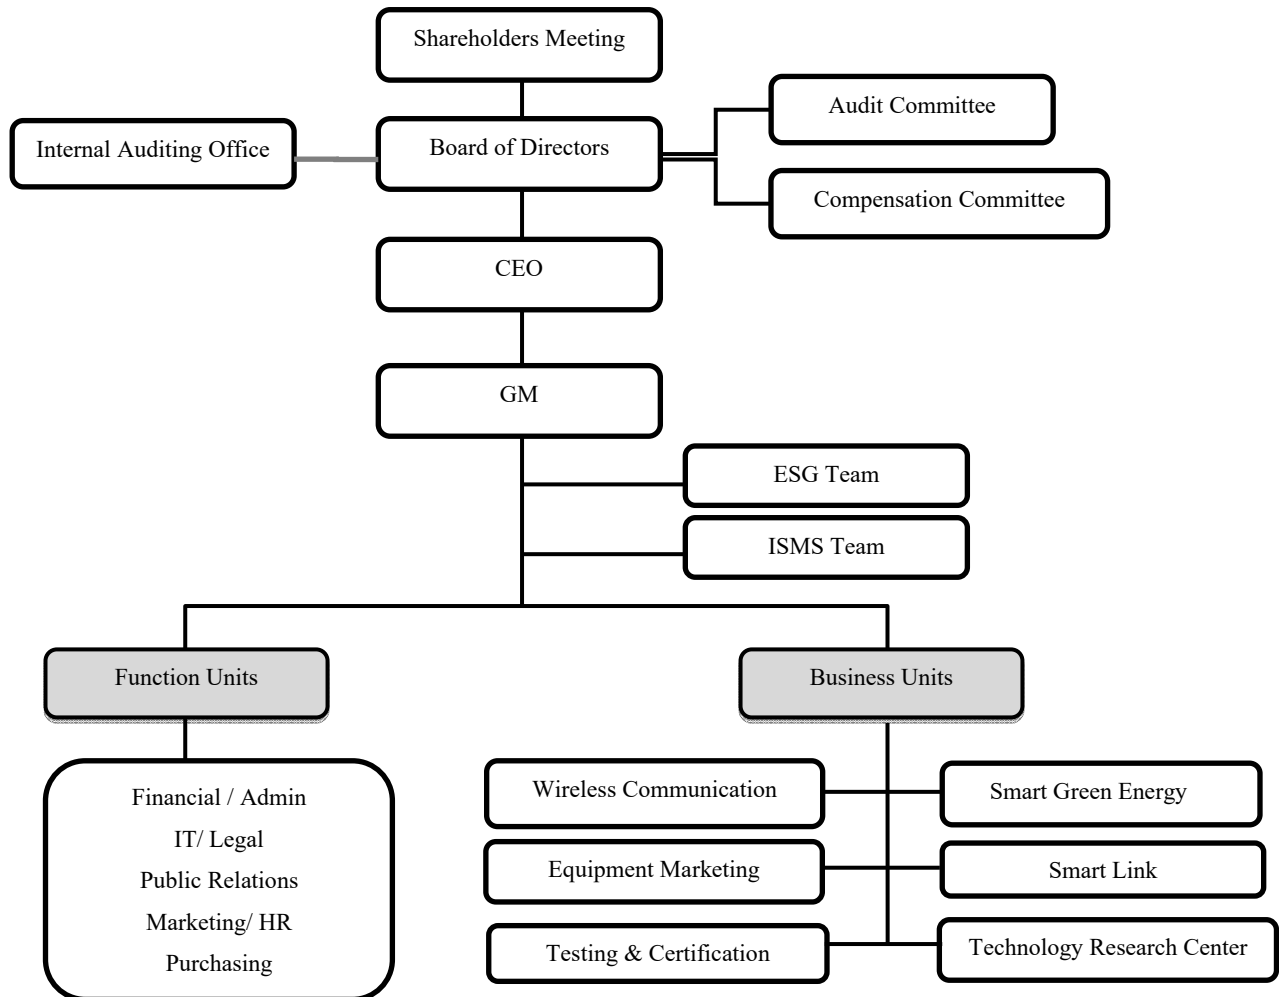 Shareholders Meeting
Audit Committee
Internal Auditing Office
Board of Directors
Compensation Committee
CEO
GM
ESG Team
ISMS Team
Function Units
Business Units
Financial / Admin
IT/ Legal
Public Relations
Marketing/ HR
Purchasing
Wireless Communication
Smart Green Energy
Equipment Marketing
Smart Link
Testing & Certification
Technology Research Center